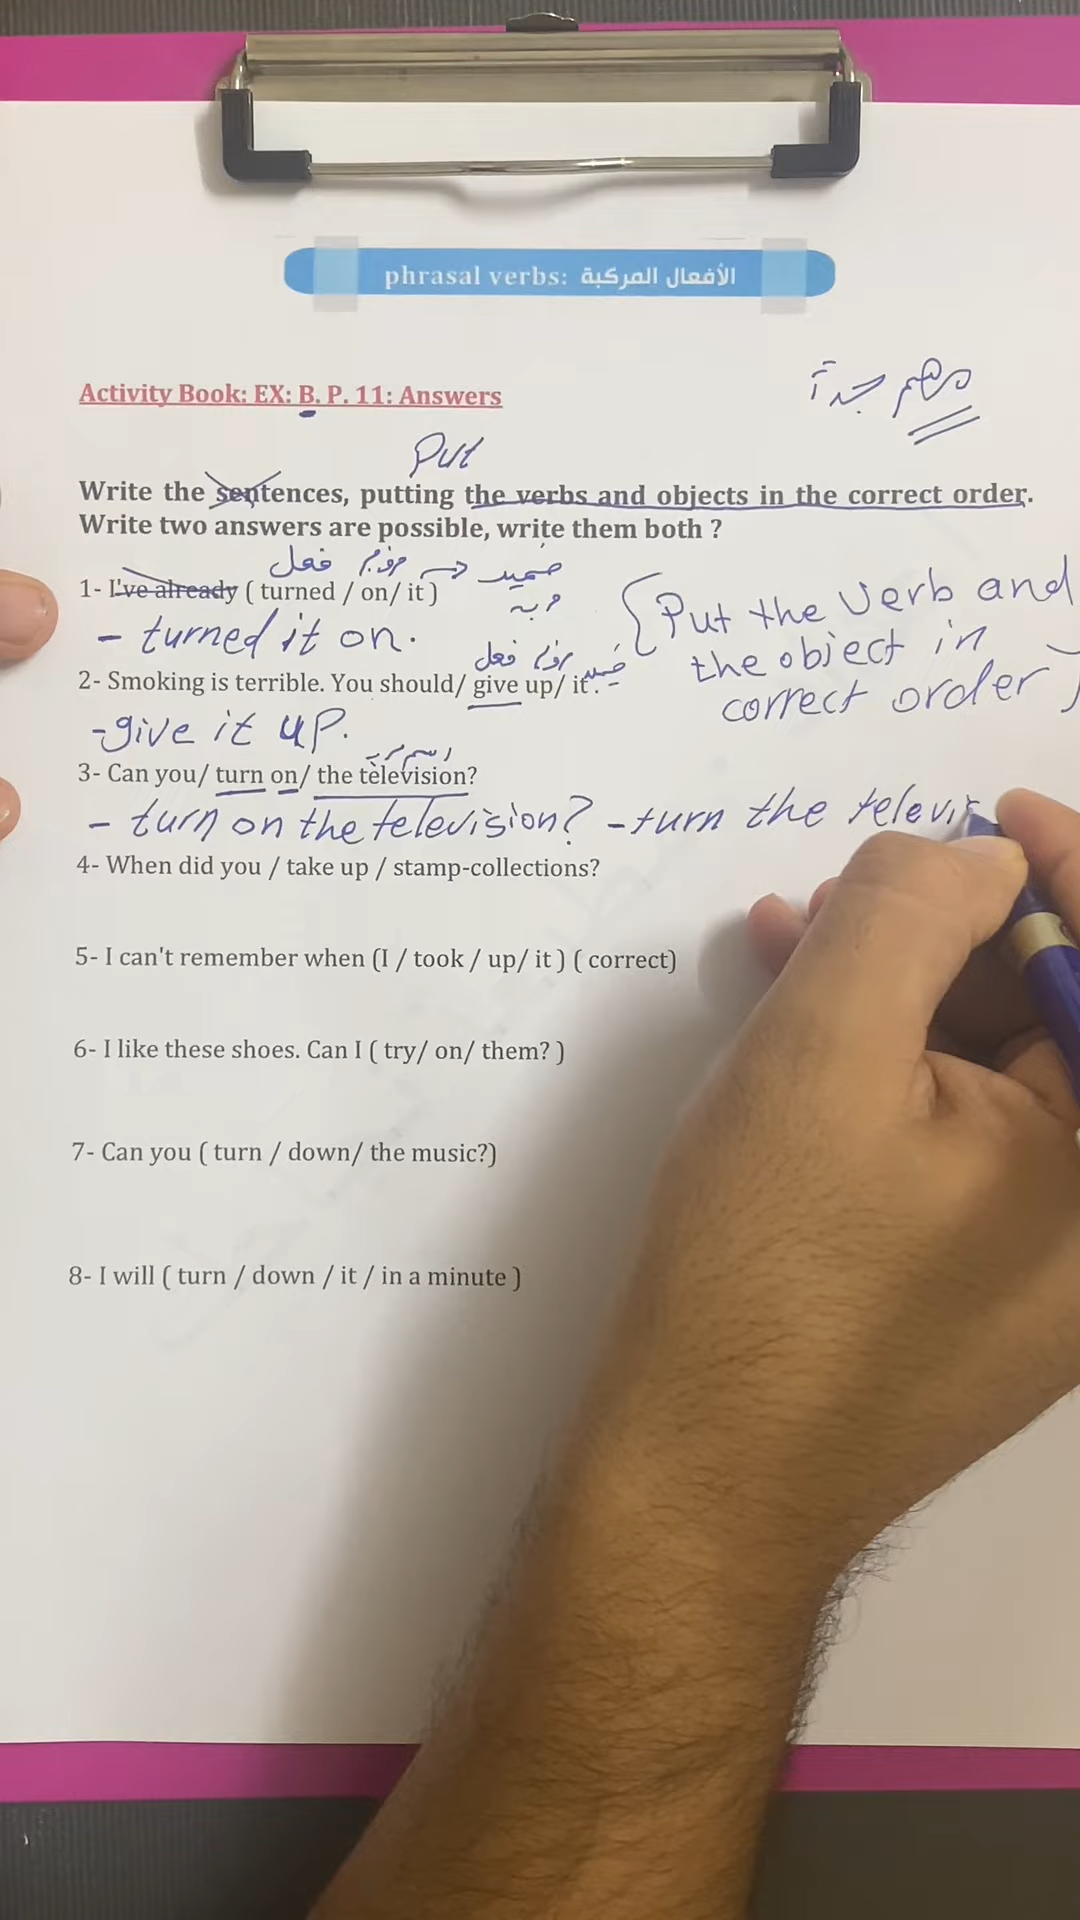 phrasal verbs: الأفعال المركبة
Activity Book: EX: B. P. 11: Answers
مهم جداً
Put
Write the sentences, putting the verbs and objects in the correct order.
Write two answers are possible, write them both ?
فعل ضمير
1- I've already ( turned / on/ it )
به
- turned it on.
{Put the verb and
the object in
correct order
فعل
2- Smoking is terrible. You should/ give up/ it .
- give it up.
3- Can you/ turn on/ the television?
- turn on the television? - turn the televi
4- When did you / take up / stamp-collections?
5- I can't remember when (I / took / up/ it ) ( correct)
6- I like these shoes. Can I ( try/ on/ them? )
7- Can you ( turn / down/ the music?)
8- I will ( turn / down / it / in a minute )